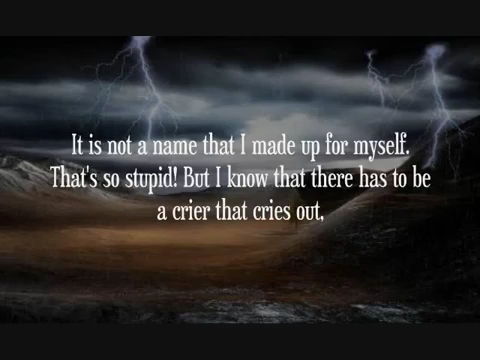 It is not a name that I made up for myself.
That's so stupid! But I know that there has to be
a crier that cries out,